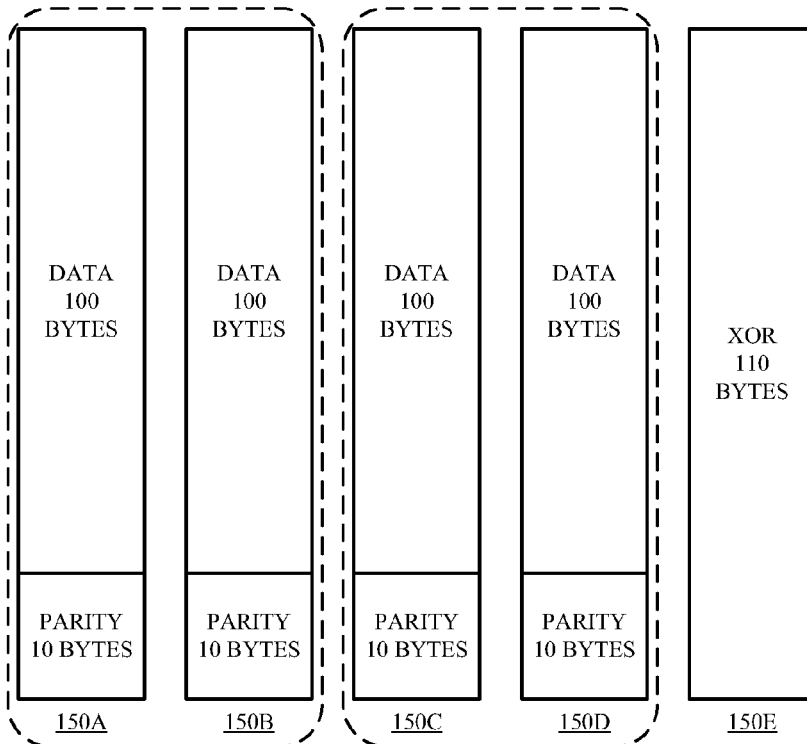 DATA
100
BYTES
DATA
100
BYTES
DATA
100
BYTES
DATA
100
BYTES
XOR
110
BYTES
PARITY
10 BYTES
PARITY
10 BYTES
PARITY
10 BYTES
PARITY
10 BYTES
150A
150B
150C
150D
150E